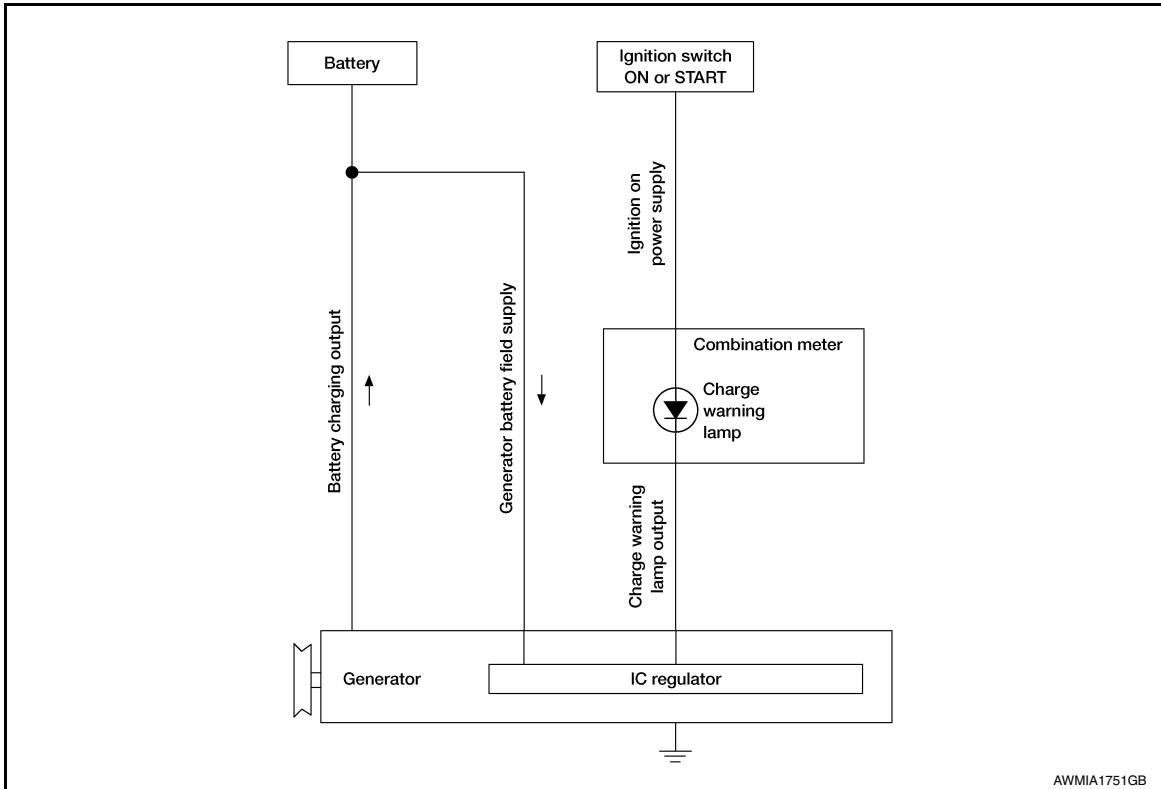 Battery
Ignition switch
ON or START
Ignition on
power supply
Combination meter
Charge
warning
lamp
Battery charging output
Generator battery field supply
Charge warning
lamp output
Generator
IC regulator
AWMIA1751GB